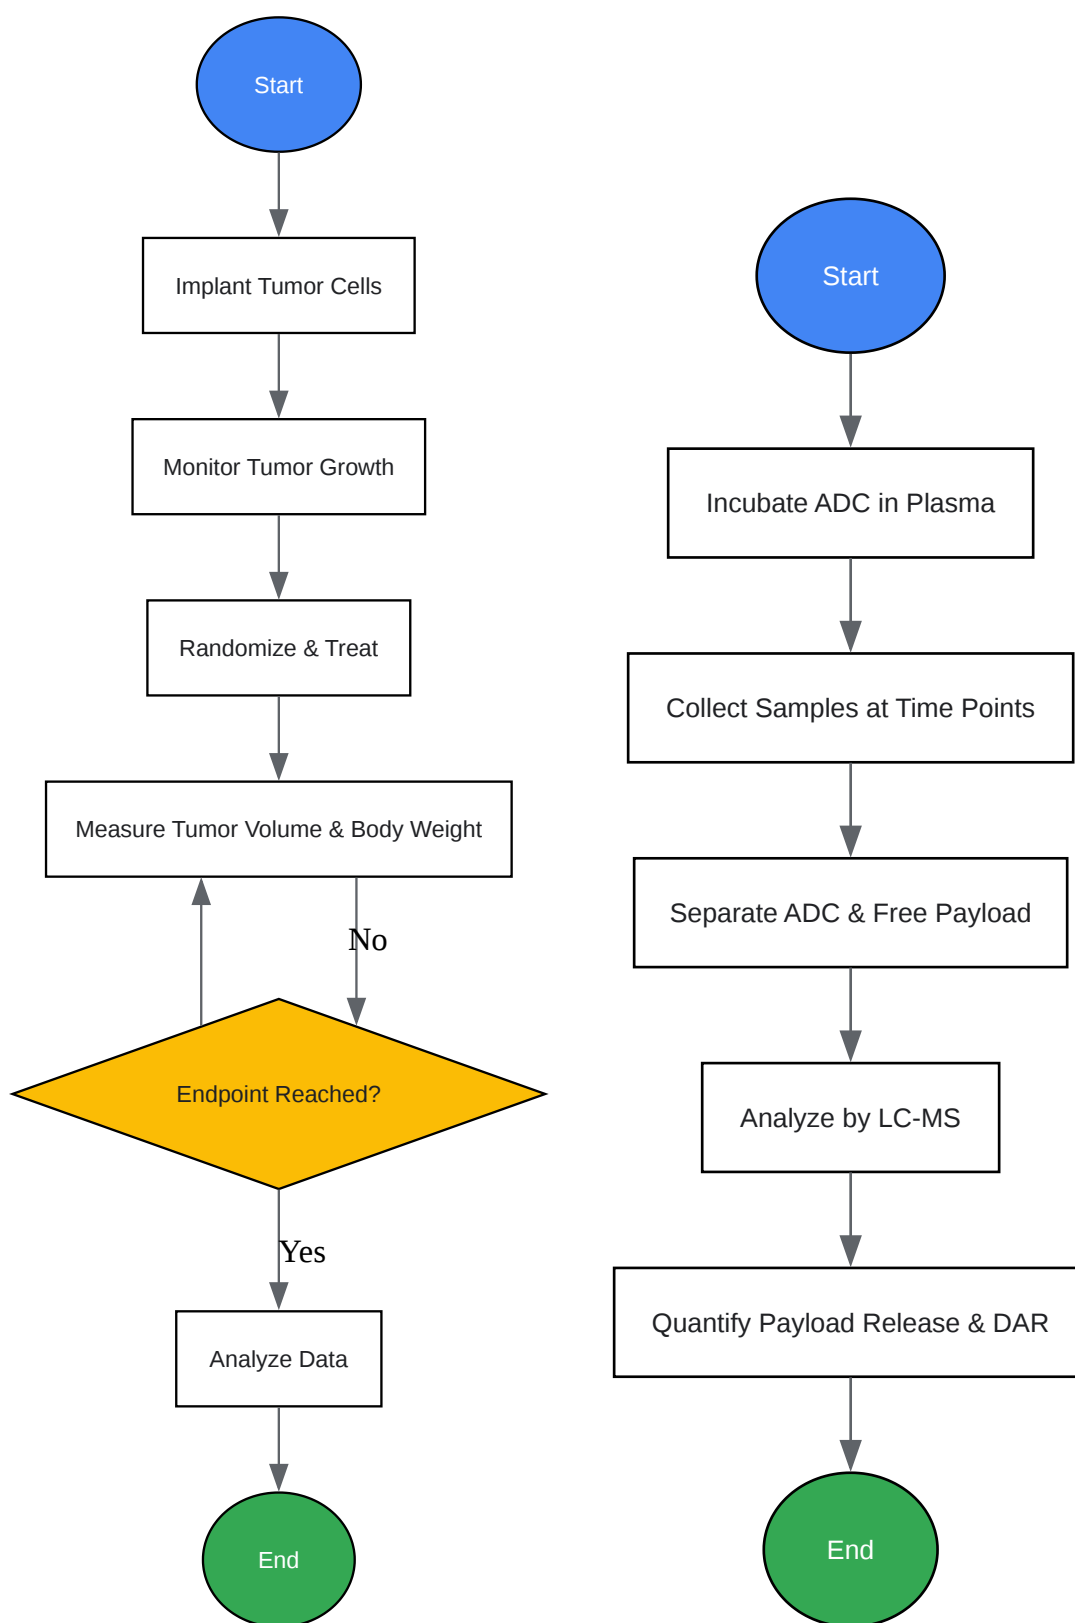 Start
Implant Tumor Cells
Monitor Tumor Growth
Randomize & Treat
Measure Tumor Volume & Body Weight
No
Endpoint Reached?
Yes
Analyze Data
End
Start
Incubate ADC in Plasma
Collect Samples at Time Points
Separate ADC & Free Payload
Analyze by LC-MS
Quantify Payload Release & DAR
End